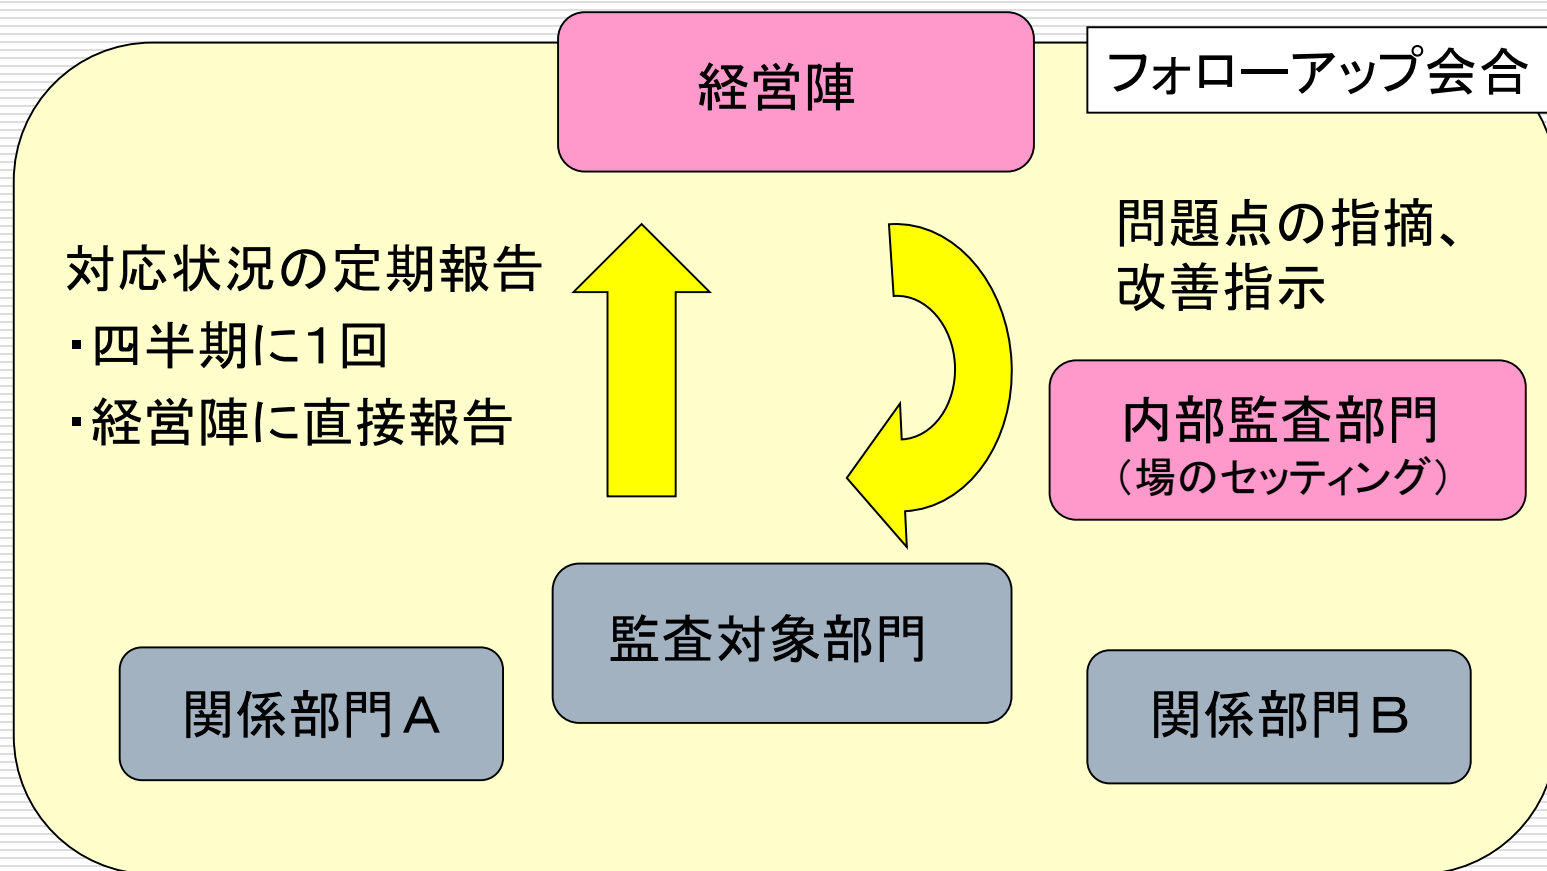 経営陣
フォローアップ会合
対応状況の定期報告
・四半期に1回
・経営陣に直接報告
問題点の指摘、
改善指示
内部監査部門
（場のセッティング）
監査対象部門
関係部門A
関係部門B